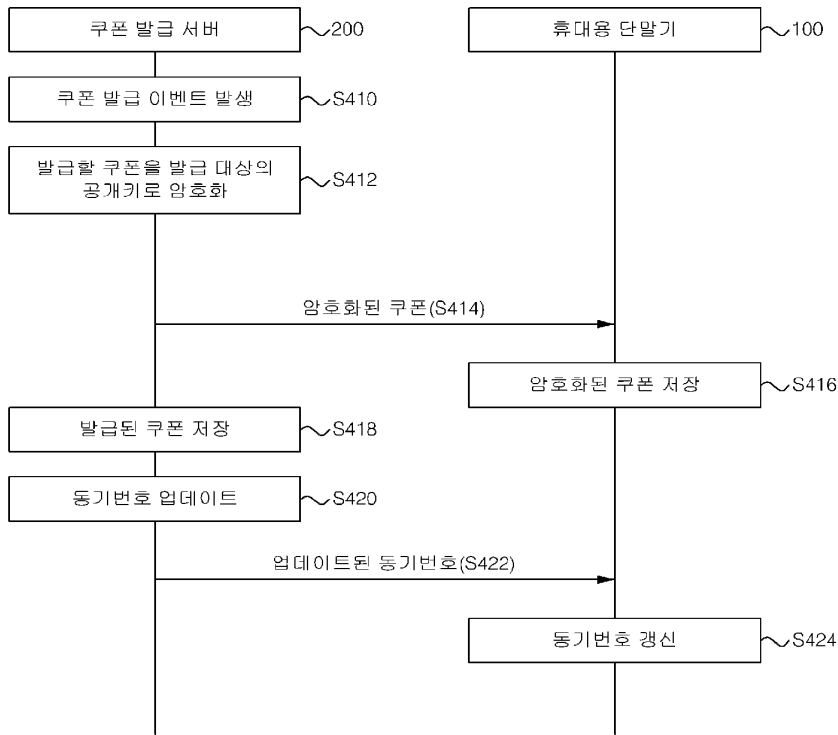 쿠폰 발급 서버
200
휴대용 단말기
100
쿠폰 발급 이벤트 발생
S410
발급할 쿠폰을 발급 대상의
공개키로 암호화
S412
암호화된 쿠폰(S414)
암호화된 쿠폰 저장
S416
발급된 쿠폰 저장
S418
동기번호 업데이트
S420
업데이트된 동기번호(S422)
동기번호 갱신
S424